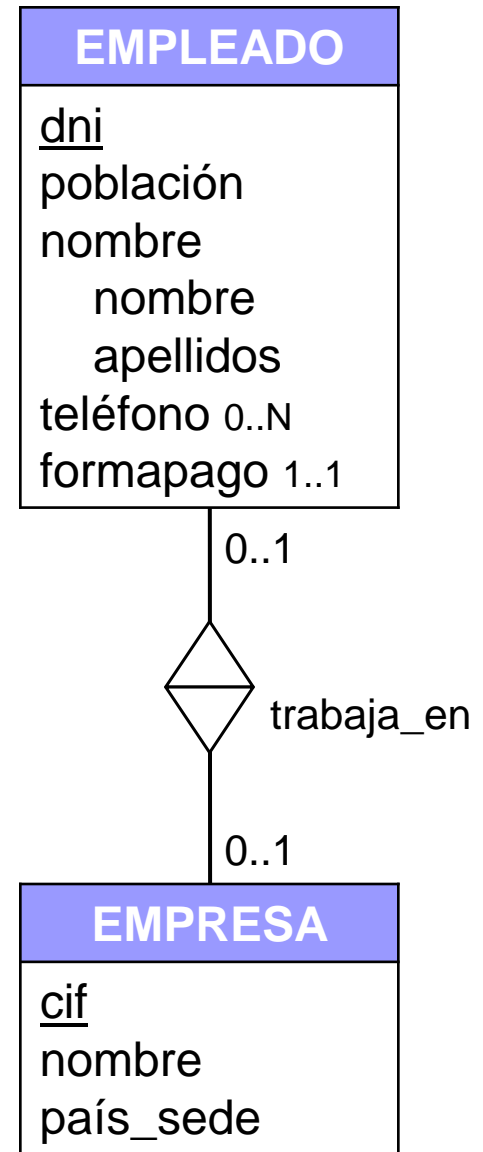 EMPLEADO
dni
población
nombre
nombre
apellidos
teléfono 0..N
formapago 1..1
0..1
trabaja_en
0..1
EMPRESA
cif
nombre
país_sede